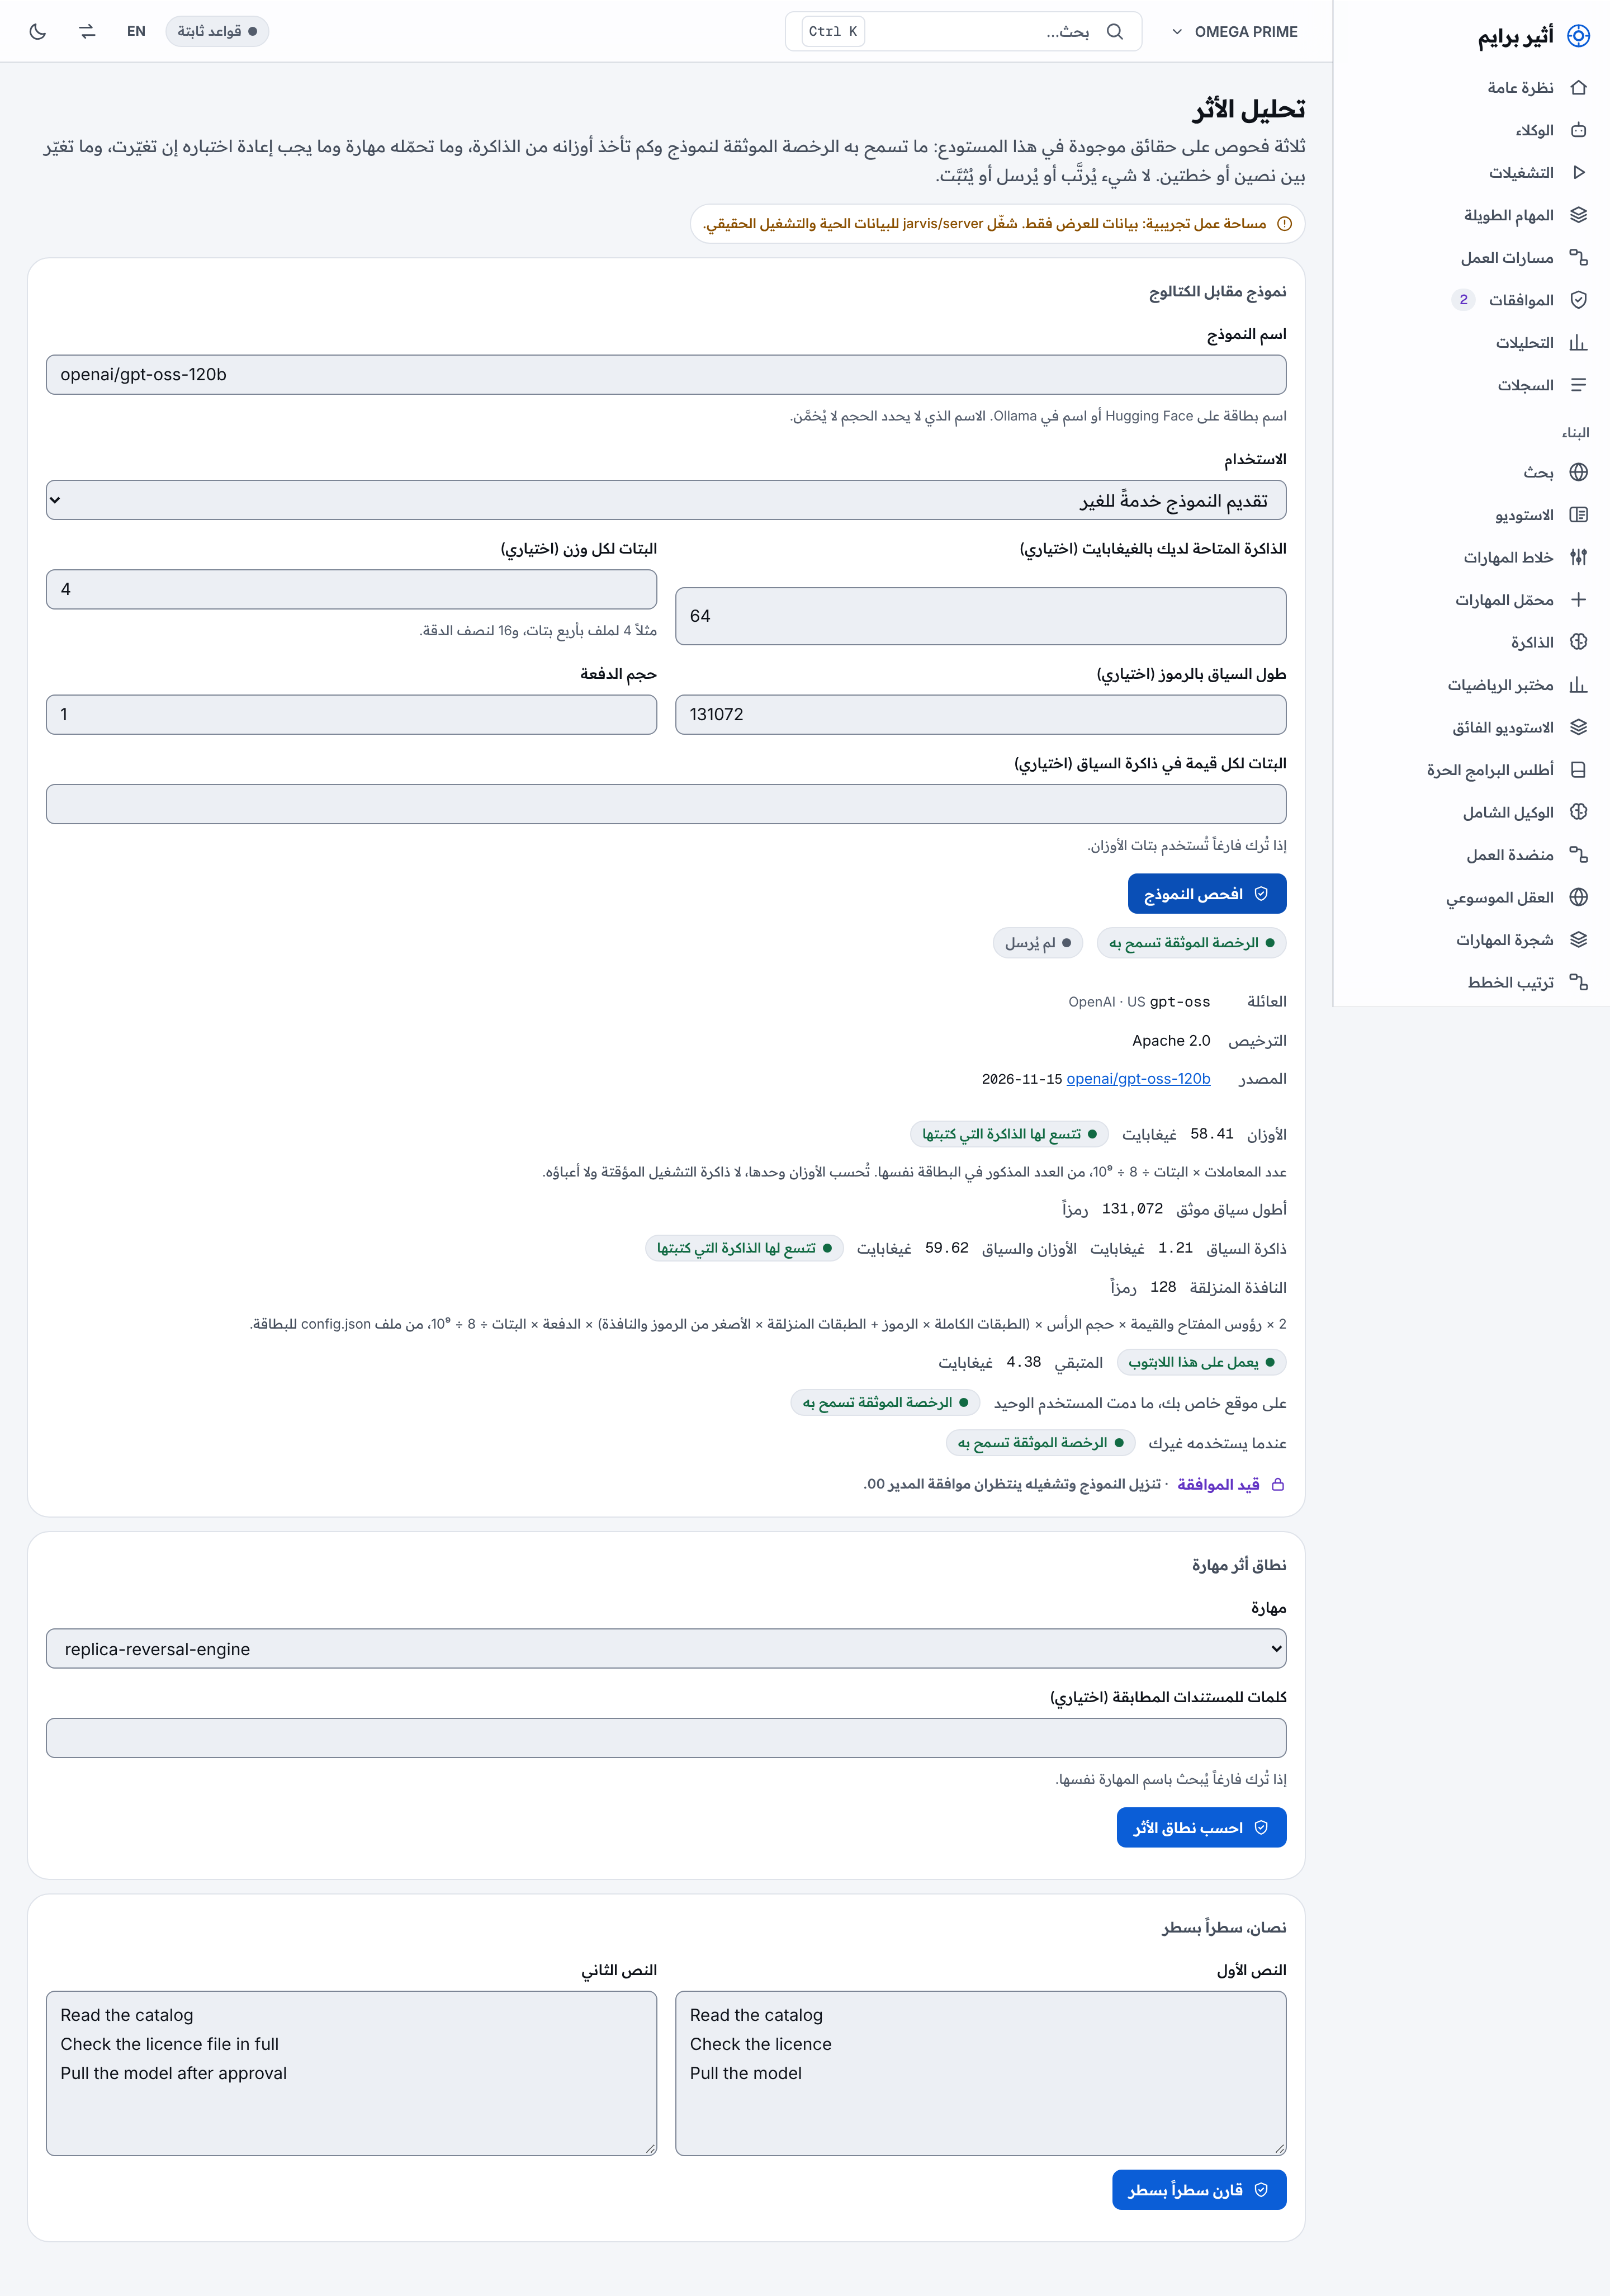 أثير برايم
نظرة عامة
الوكلاء
التشغيلات
المهام الطويلة
مسارات العمل
الموافقات 2
التحليلات
السجلات
البناء
بحث
الاستوديو
خلاط المهارات
محمّل المهارات
الذاكرة
مختبر الرياضيات
الاستوديو الفائق
أطلس البرامج الحرة
الوكيل الشامل
منضدة العمل
العقل الموسوعي
شجرة المهارات
ترتيب الخطط
OMEGA PRIME
بحث... Ctrl K
قواعد ثابتة
EN
تحليل الأثر
ثلاثة فحوص على حقائق موجودة في هذا المستودع: ما تسمح به الرخصة الموثقة لنموذج وكم تأخذ أوزانه من الذاكرة، وما تحمّله مهارة وما يجب إعادة اختباره إن تغيّرت، وما تغيّر
بين نصين أو خطتين. لا شيء يُرتَّب أو يُرسل أو يُثبَّت.
مساحة عمل تجريبية: بيانات للعرض فقط. شغّل jarvis/server للبيانات الحية والتشغيل الحقيقي.
نموذج مقابل الكتالوج
اسم النموذج
openai/gpt-oss-120b
اسم بطاقة على Hugging Face أو اسم في Ollama. الاسم الذي لا يحدد الحجم لا يُخمَّن.
الاستخدام
تقديم النموذج خدمةً للغير
الذاكرة المتاحة لديك بالغيغابايت (اختياري)
64
البتات لكل وزن (اختياري)
4
مثلاً 4 لملف بأربع بتات، و16 لنصف الدقة.
طول السياق بالرموز (اختياري)
131072
حجم الدفعة
1
البتات لكل قيمة في ذاكرة السياق (اختياري)
إذا تُرك فارغاً تُستخدم بتات الأوزان.
افحص النموذج
الرخصة الموثقة تسمح به
لم يُرسل
العائلة gpt-oss OpenAI · US
الترخيص Apache 2.0
المصدر openai/gpt-oss-120b 2026-11-15
الأوزان 58.41 غيغابايت تتسع لها الذاكرة التي كتبتها
عدد المعاملات × البتات ÷ 8 ÷ 10⁹، من العدد المذكور في البطاقة نفسها. تُحسب الأوزان وحدها، لا ذاكرة التشغيل المؤقتة ولا أعباؤه.
أطول سياق موثق 131,072 رمزاً
ذاكرة السياق 1.21 غيغابايت الأوزان والسياق 59.62 غيغابايت تتسع لها الذاكرة التي كتبتها
النافذة المنزلقة 128 رمزاً
2 × رؤوس المفتاح والقيمة × حجم الرأس × (الطبقات الكاملة × الرموز + الطبقات المنزلقة × الأصغر من الرموز والنافذة) × الدفعة × البتات ÷ 8 ÷ 10⁹، من ملف config.json للبطاقة.
يعمل على هذا اللابتوب المتبقي 4.38 غيغابايت
على موقع خاص بك، ما دمت المستخدم الوحيد الرخصة الموثقة تسمح به
عندما يستخدمه غيرك الرخصة الموثقة تسمح به
قيد الموافقة · تنزيل النموذج وتشغيله ينتظران موافقة المدير 00.
نطاق أثر مهارة
مهارة
replica-reversal-engine
كلمات للمستندات المطابقة (اختياري)
إذا تُرك فارغاً يُبحث باسم المهارة نفسها.
احسب نطاق الأثر
نصان، سطراً بسطر
النص الأول
Read the catalog
Check the licence
Pull the model
النص الثاني
Read the catalog
Check the licence file in full
Pull the model after approval
قارن سطراً بسطر